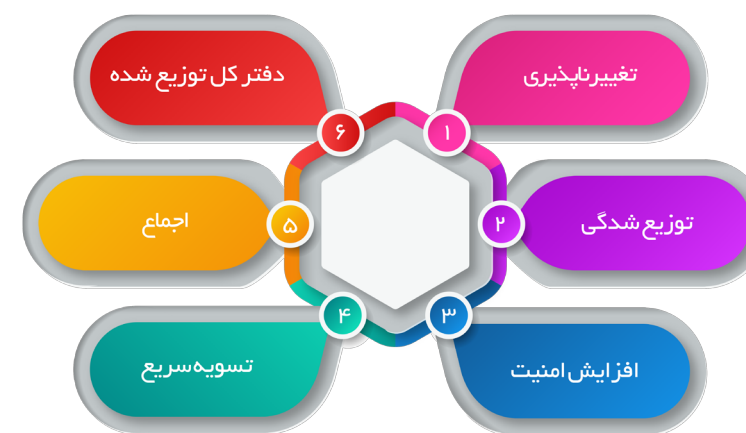 ۱
تغییرناپذیری
۲
توزیع شدگی
۳
افزایش امنیت
۴
تسویه‌سریع
۵
اجماع
۶
دفتر کل توزیع شده